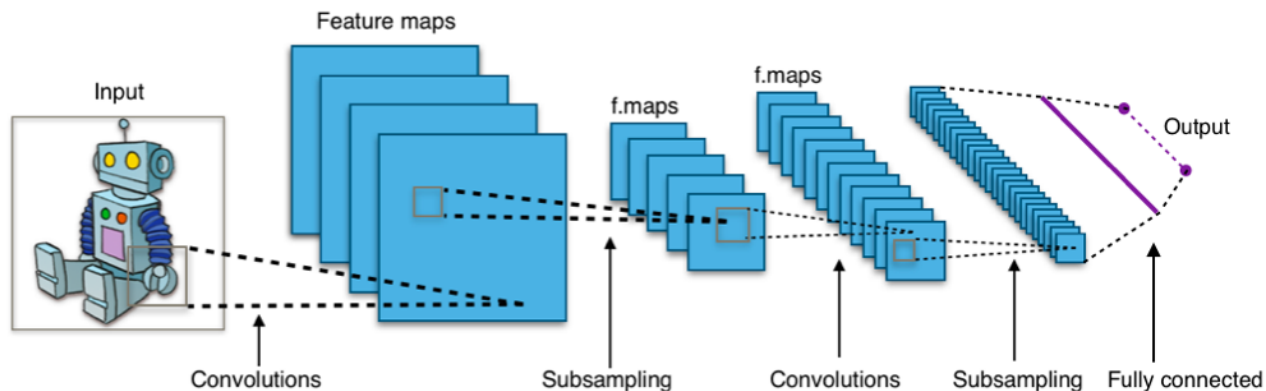 Feature maps
f.maps
f.maps
Input
Output
Convolutions
Subsampling
Convolutions
Subsampling
Fully connected